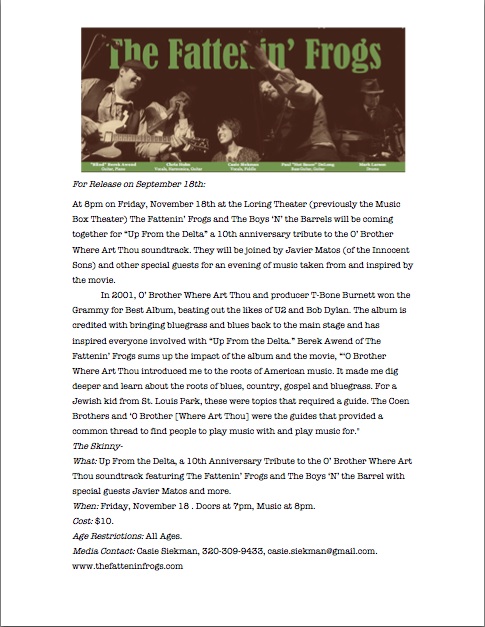 The Fattenin' Frogs
"Blind" Berek Awend
Guitar, Piano
Chris Holm
Vocals, Harmonica, Guitar
Casie Siekman
Vocals, Fiddle
Mark Larson
Drums
For Release on September 18th:
At 8pm on Friday, November 18th at the Loring Theater (previously the Music
Box Theater) The Fattenin' Frogs and The Boys 'N' the Barrels will be coming
together for "Up From the Delta" a 10th anniversary tribute to the O' Brother
Where Art Thou soundtrack. They will be joined by Javier Matos (of the Innocent
Sons) and other special guests for an evening of music taken from and inspired by
the movie.
In 2001, O' Brother Where Art Thou and producer T-Bone Burnett won the
Grammy for Best Album, beating out the likes of U2 and Bob Dylan. The album is
credited with bringing bluegrass and blues back to the main stage and has
inspired everyone involved with "Up From the Delta." Berek Awend of The
Fattenin' Frogs sums up the impact of the album and the movie, "'O Brother
Where Art Thou introduced me to the roots of American music. It made me dig
deeper and learn about the roots of blues, country, gospel and bluegrass. For a
Jewish kid from St. Louis Park, these were topics that required a guide. The Coen
Brothers and 'O Brother [Where Art Thou] were the guides that provided a
common thread to find people to play music with and play music for."
The Skinny-
What: Up From the Delta, a 10th Anniversary Tribute to the O' Brother Where Art
Thou soundtrack featuring The Fattenin' Frogs and The Boys 'N' the Barrel with
special guests Javier Matos and more.
When: Friday, November 18 . Doors at 7pm, Music at 8pm.
Cost: $10.
Age Restrictions: All Ages.
Media Contact: Casie Siekman, 320-309-9433, casie.siekman@gmail.com.
www.thefatteninfrogs.com